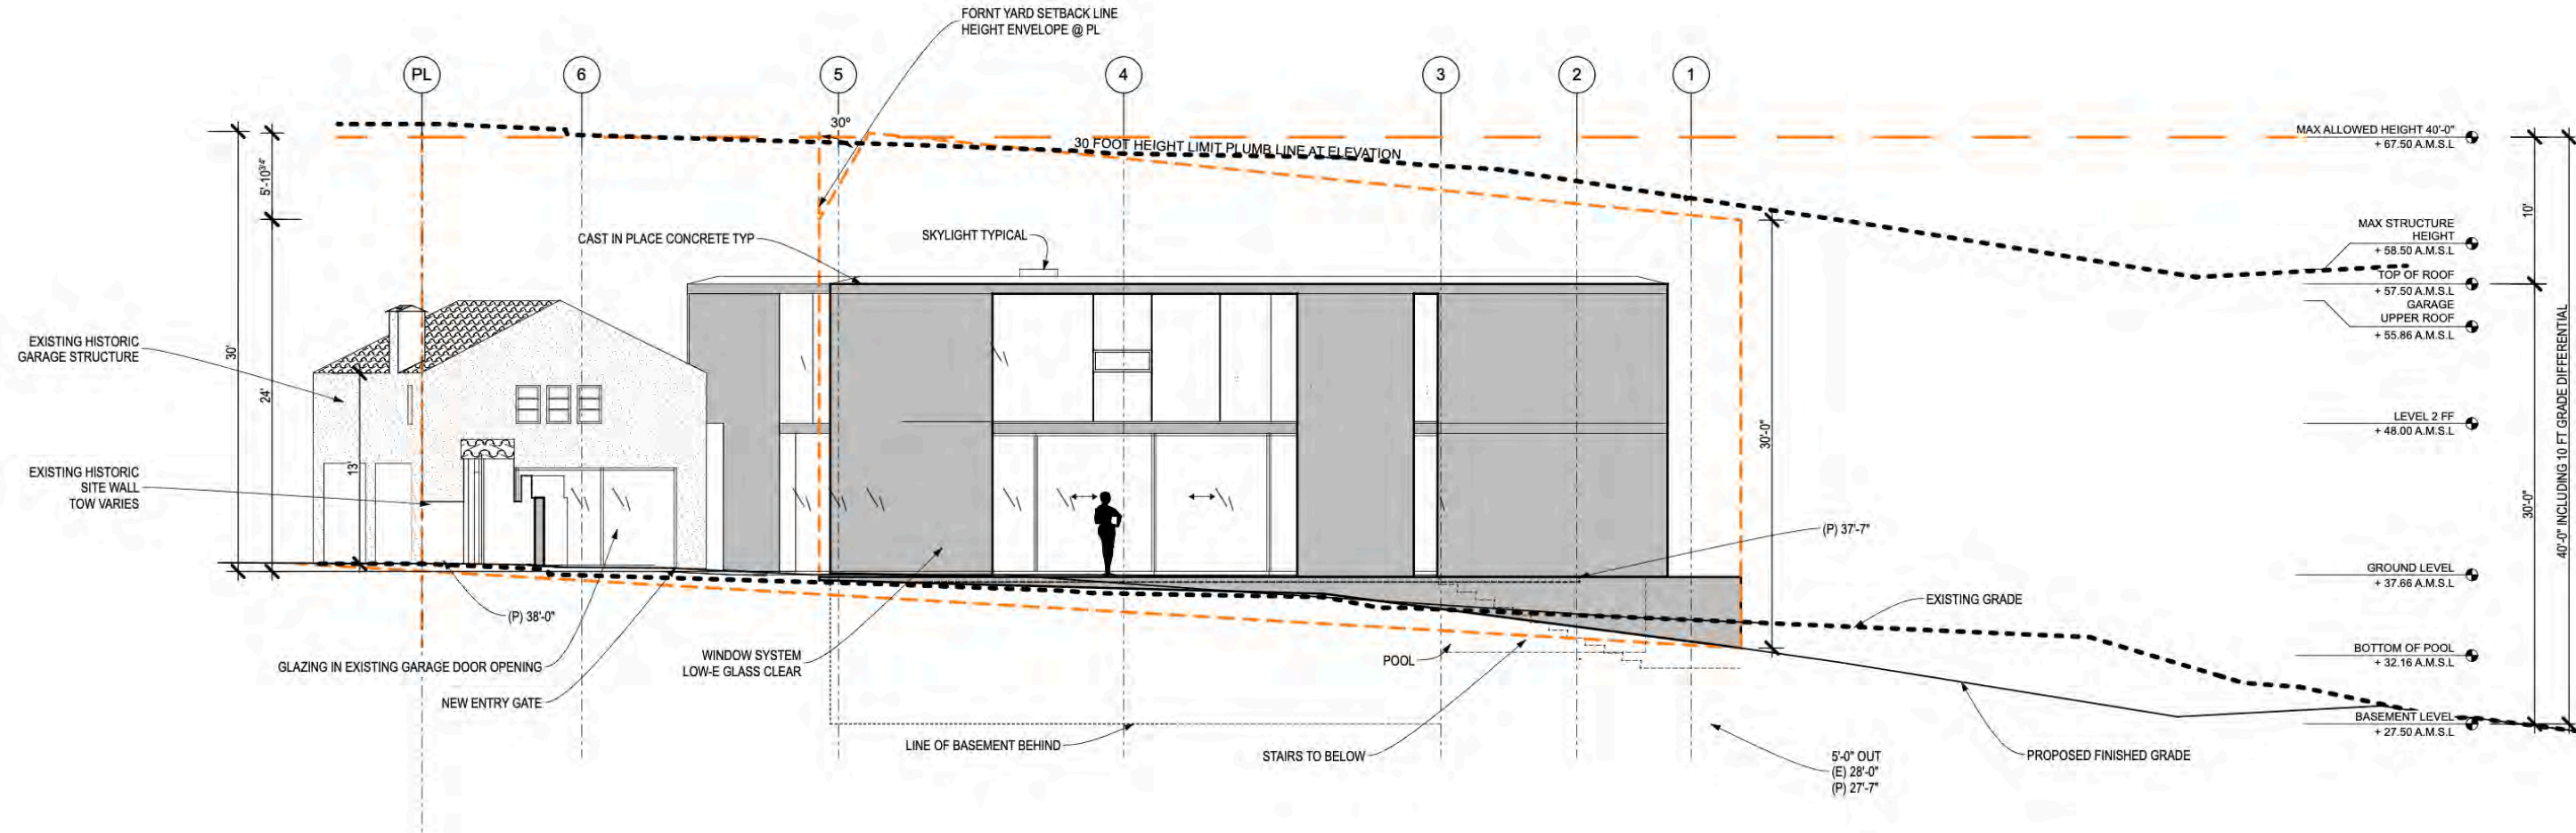 FORNT YARD SETBACK LINE
HEIGHT ENVELOPE @ PL
PL
6
5
4
3
2
1
30°
30 FOOT HEIGHT LIMIT PLUMB LINE AT ELEVATION
MAX ALLOWED HEIGHT 40'-0"
+ 67.50 A.M.S.L
5'-10¾"
10'
CAST IN PLACE CONCRETE TYP
SKYLIGHT TYPICAL
MAX STRUCTURE
HEIGHT
+ 58.50 A.M.S.L
TOP OF ROOF
+ 57.50 A.M.S.L
GARAGE
UPPER ROOF
+ 55.86 A.M.S.L
EXISTING HISTORIC
GARAGE STRUCTURE
30'
24'
13'
30'-0"
LEVEL 2 FF
+ 48.00 A.M.S.L
40'-0" INCLUDING 10 FT GRADE DIFFERENTIAL
30'-0"
EXISTING HISTORIC
SITE WALL
TOW VARIES
(P) 37'-7"
GROUND LEVEL
+ 37.66 A.M.S.L
EXISTING GRADE
(P) 38'-0"
GLAZING IN EXISTING GARAGE DOOR OPENING
NEW ENTRY GATE
WINDOW SYSTEM
LOW-E GLASS CLEAR
POOL
BOTTOM OF POOL
+ 32.16 A.M.S.L
BASEMENT LEVEL
+ 27.50 A.M.S.L
LINE OF BASEMENT BEHIND
STAIRS TO BELOW
5'-0" OUT
(E) 28'-0"
(P) 27'-7"
PROPOSED FINISHED GRADE